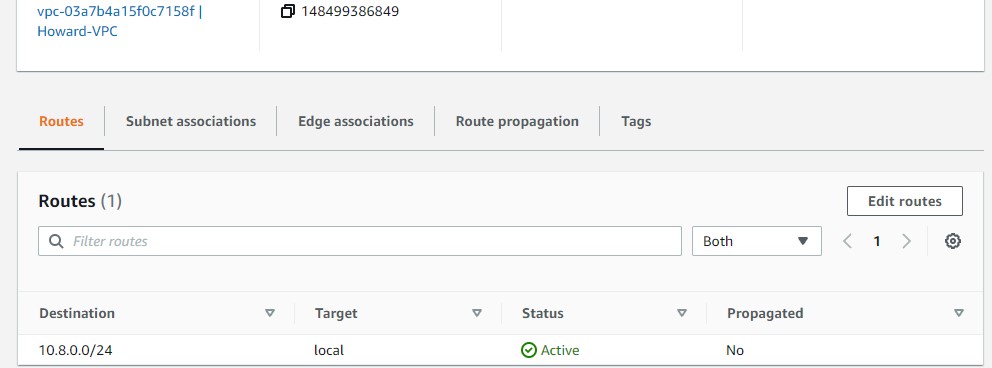 vpc-03a7b4a15f0c7158f |
Howard-VPC
148499386849
Routes
Subnet associations
Edge associations
Route propagation
Tags
Routes (1)
Edit routes
Filter routes
Both
1
Destination
Target
Status
Propagated
10.8.0.0/24
local
Active
No